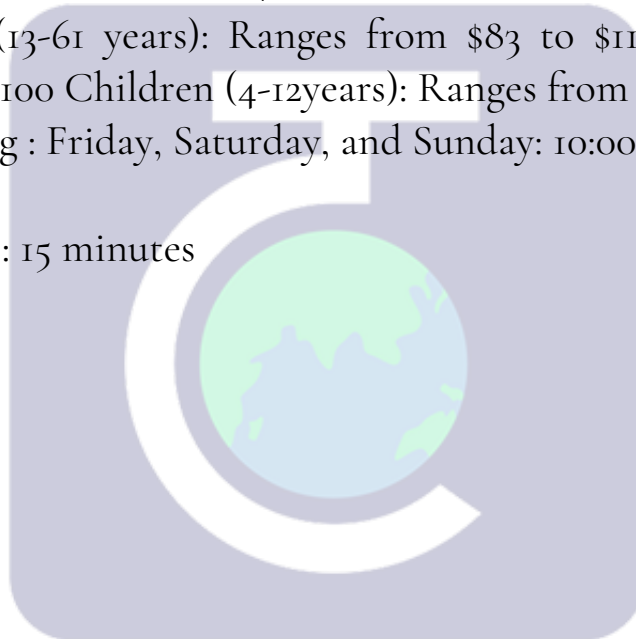 (13-61 years): Ranges from $83 to $11
100 Children (4-12years): Ranges from
g : Friday, Saturday, and Sunday: 10:00
: 15 minutes